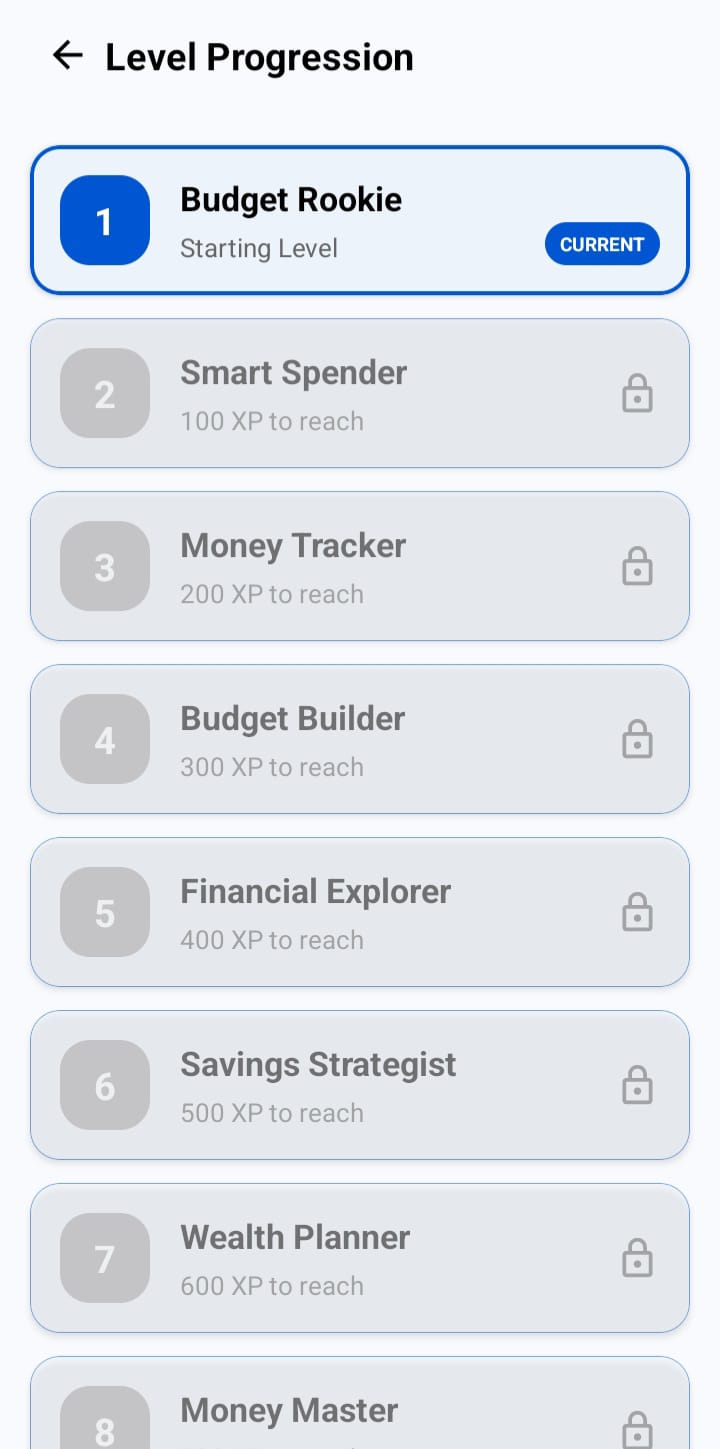 Level Progression
1
Budget Rookie
Starting Level
CURRENT
2
Smart Spender
100 XP to reach
3
Money Tracker
200 XP to reach
4
Budget Builder
300 XP to reach
5
Financial Explorer
400 XP to reach
6
Savings Strategist
500 XP to reach
7
Wealth Planner
600 XP to reach
8
Money Master